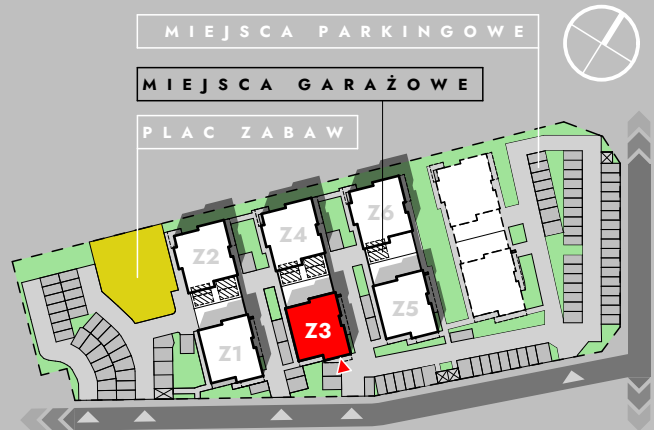 MIEJSCA PARKINGOWE
MIEJSCA GARAŻOWE
PLAC ZABAW
Z2
Z4
Z6
Z1
Z3
Z5